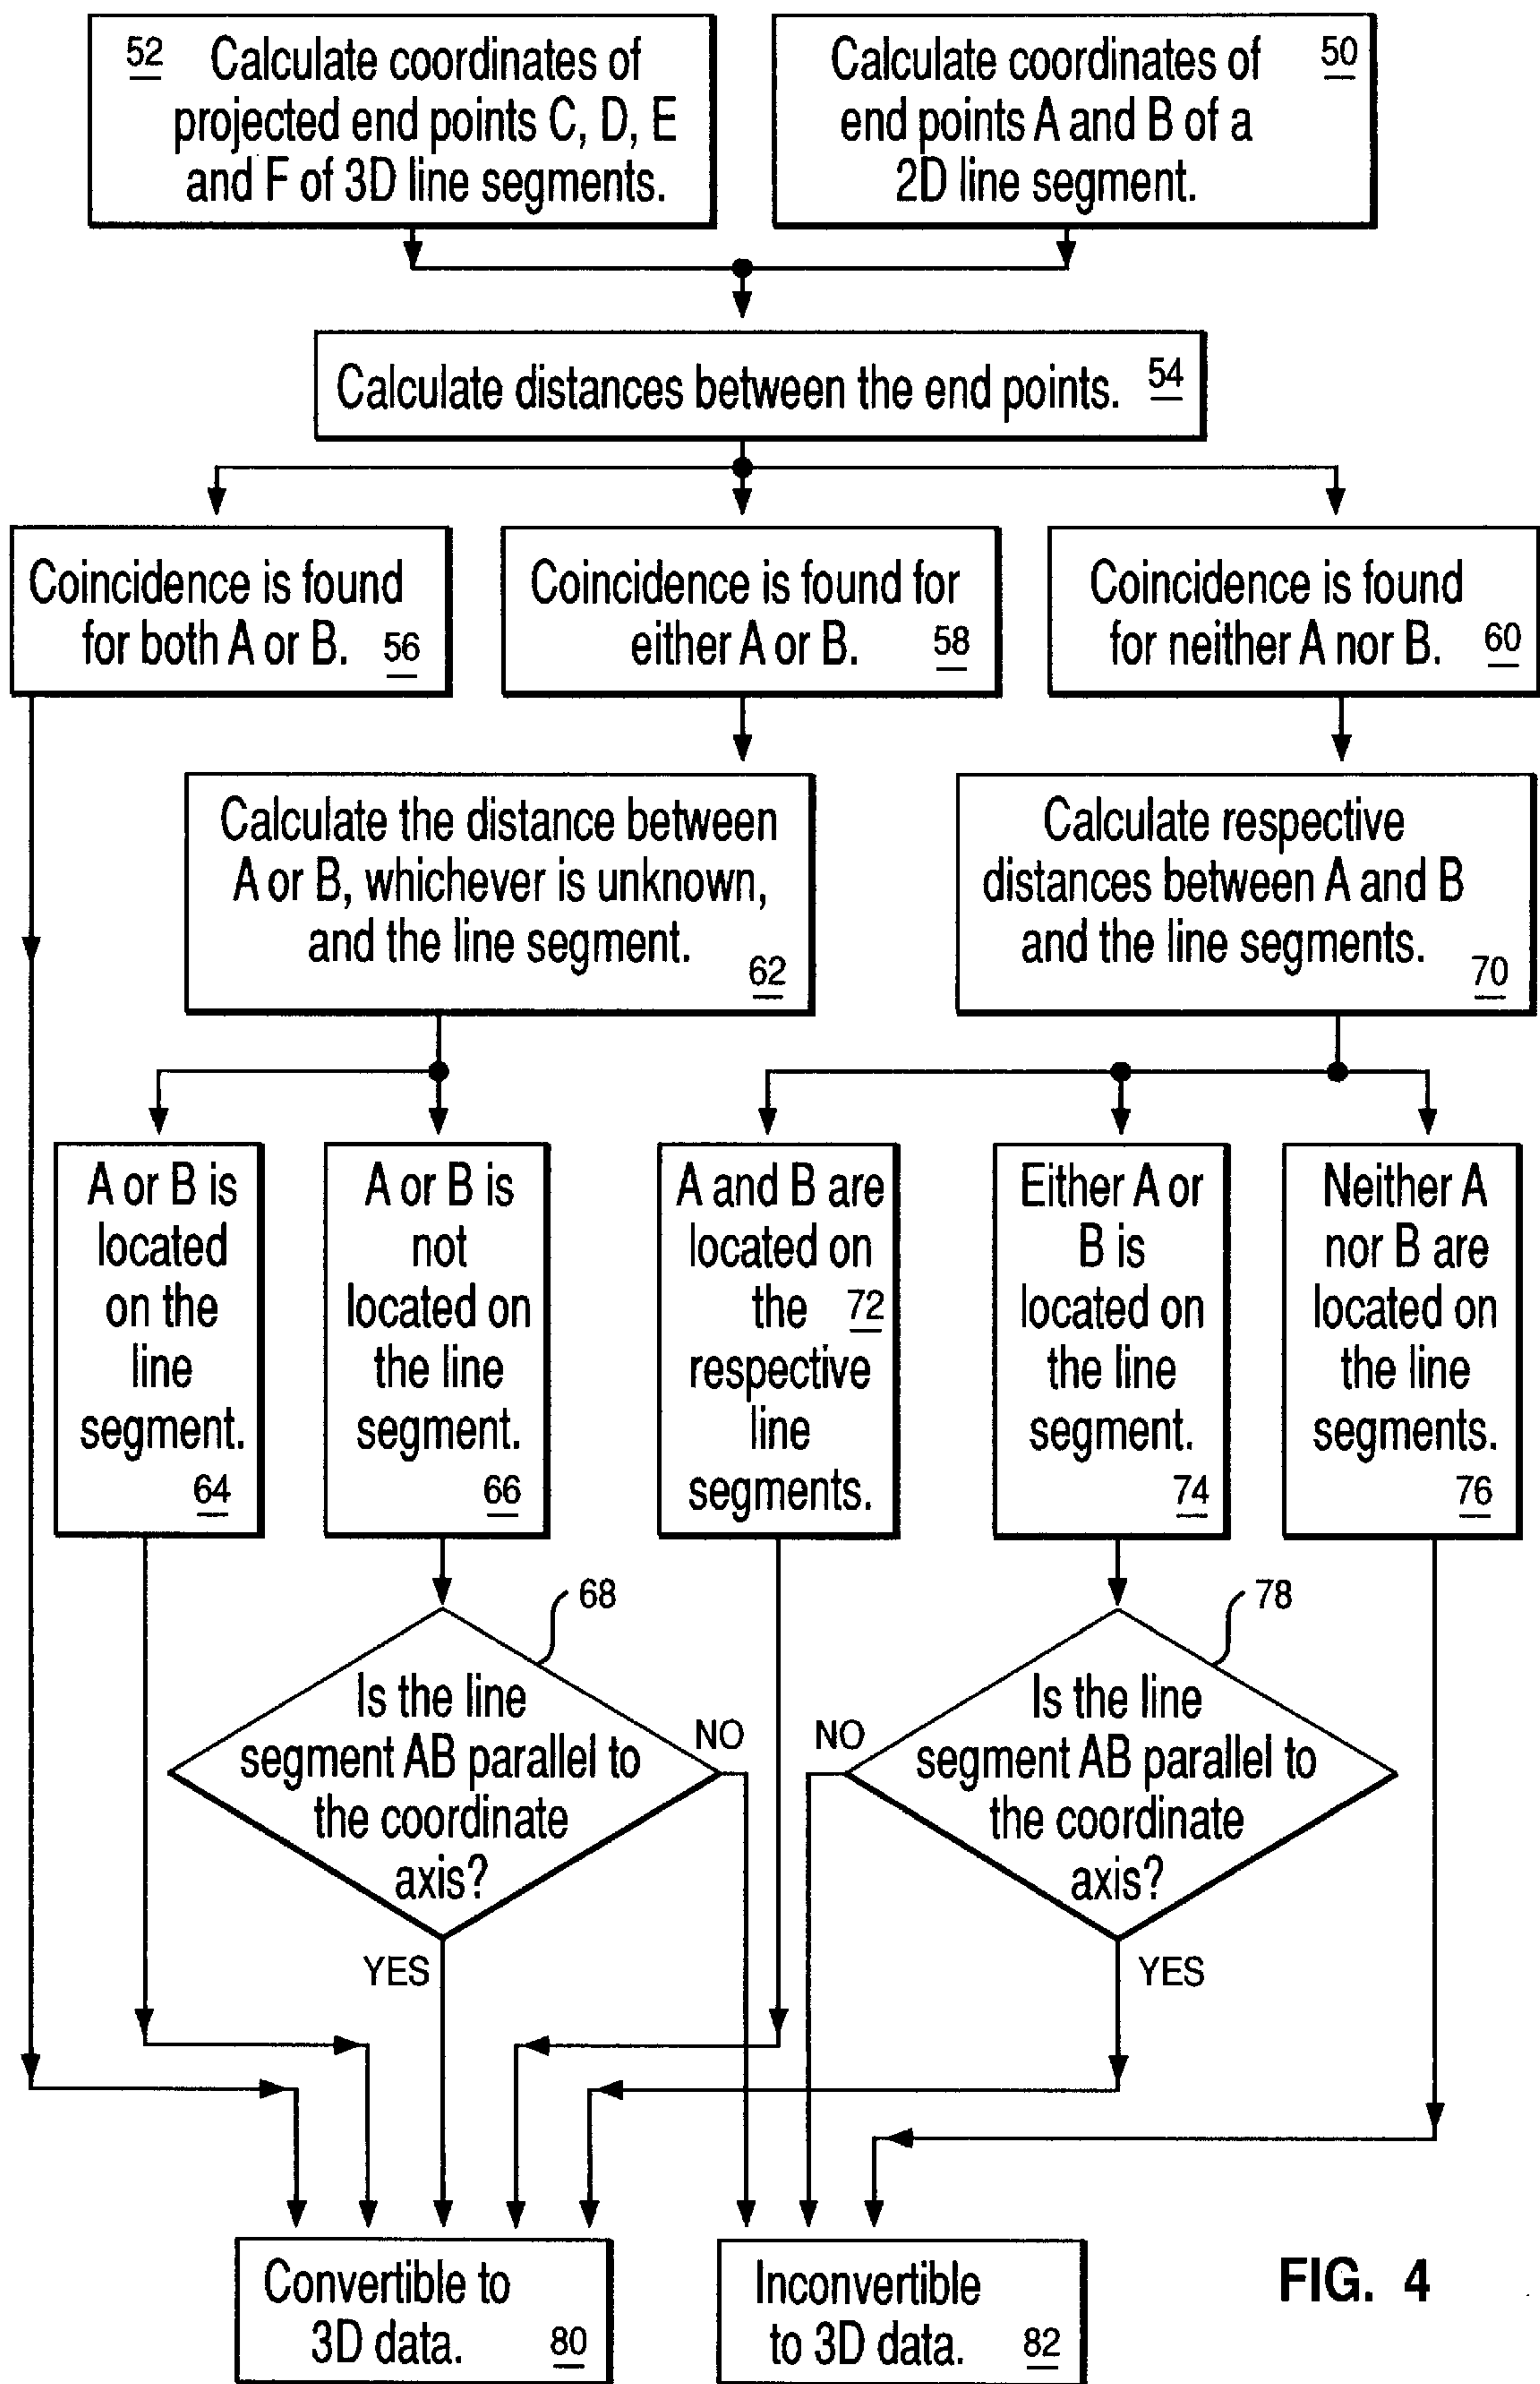 52 Calculate coordinates of
projected end points C, D, E
and F of 3D line segments.
Calculate coordinates of 50
end points A and B of a
2D line segment.
Calculate distances between the end points. 54
Coincidence is found
for both A or B. 56
Coincidence is found for
either A or B. 58
Coincidence is found
for neither A nor B. 60
Calculate the distance between
A or B, whichever is unknown,
and the line segment.
62
Calculate respective
distances between A and B
and the line segments.
70
A or B is
located
on the
line
segment.
64
A or B is
not
located on
the line
segment.
66
A and B are
located on
the 72
respective
line
segments.
Either A or
B is
located on
the line
segment.
74
Neither A
nor B are
located on
the line
segments.
76
68
Is the line
segment AB parallel to
the coordinate
axis?
NO
YES
78
Is the line
segment AB parallel to
the coordinate
axis?
NO
YES
Convertible to
3D data. 80
Inconvertible
to 3D data. 82
FIG. 4